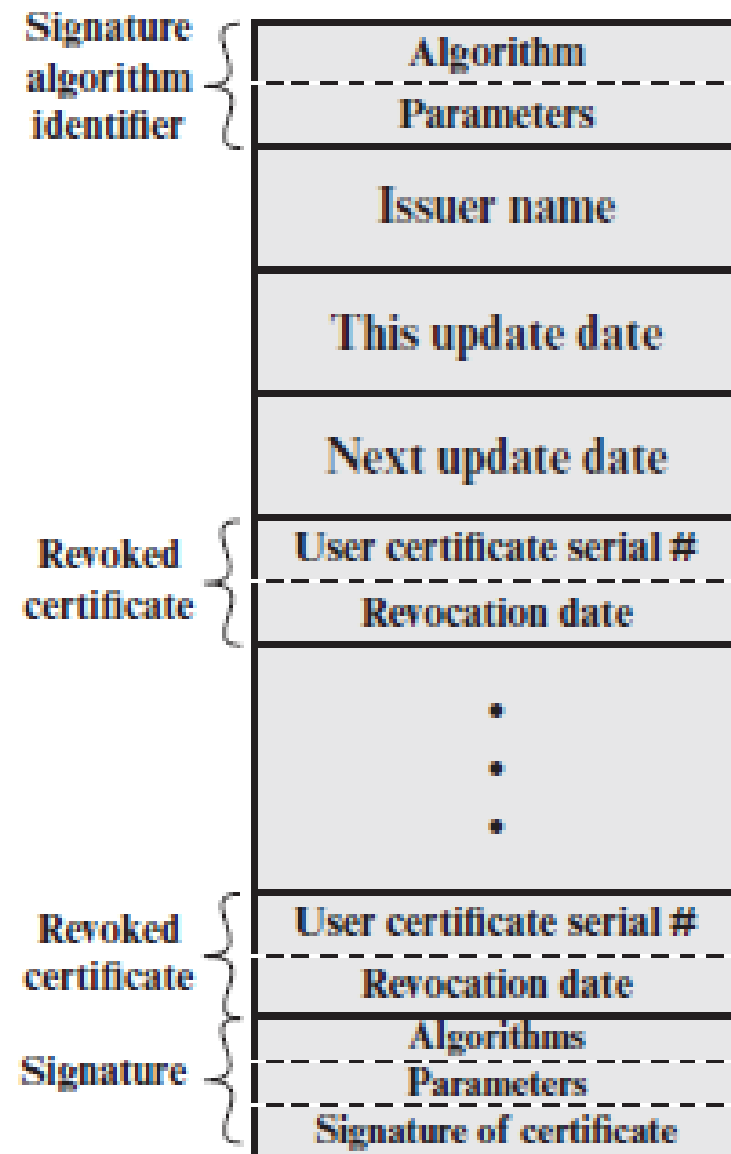 Signature
algorithm
identifier
Algorithm
Parameters
Issuer name
This update date
Next update date
Revoked
certificate
User certificate serial #
Revocation date
Revoked
certificate
User certificate serial #
Revocation date
Signature
Algorithms
Parameters
Signature of certificate